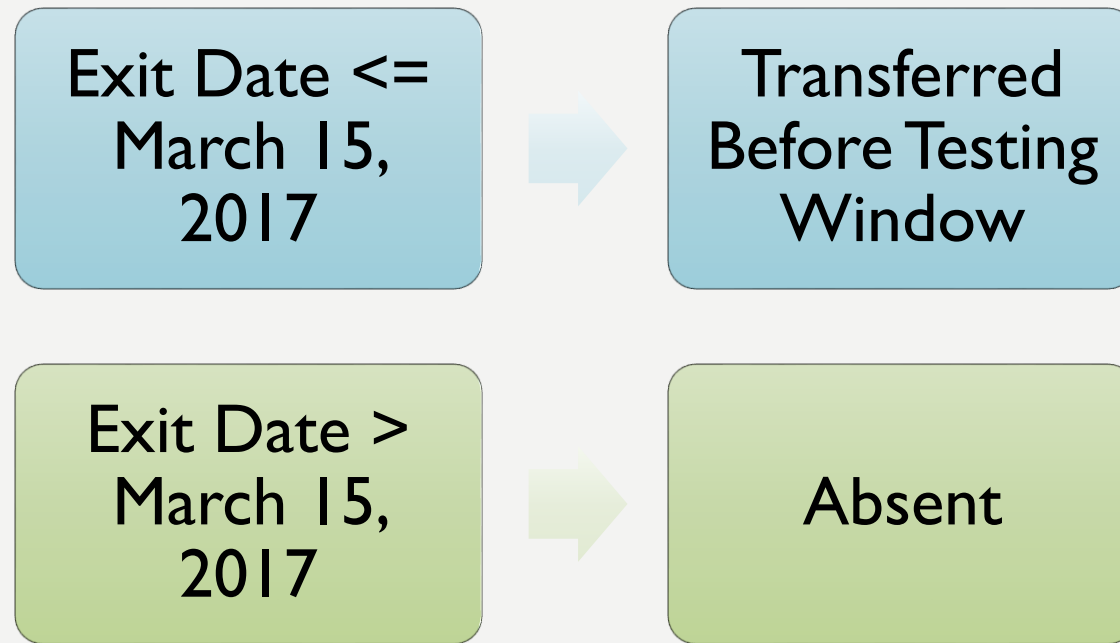 Exit Date <=
March 15,
2017
Transferred
Before Testing
Window
Exit Date >
March 15,
2017
Absent